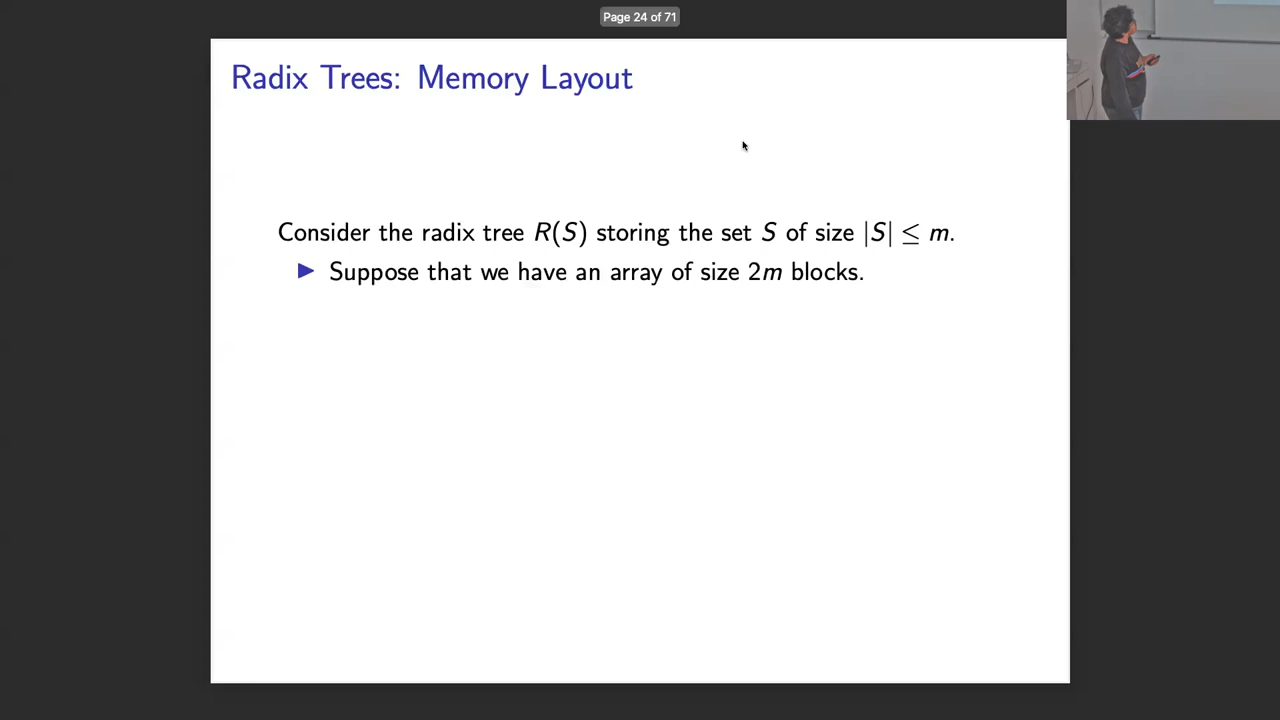 Page 24 of 71
Radix Trees: Memory Layout
Consider the radix tree R(S) storing the set S of size |S| ≤ m.
▶ Suppose that we have an array of size 2m blocks.